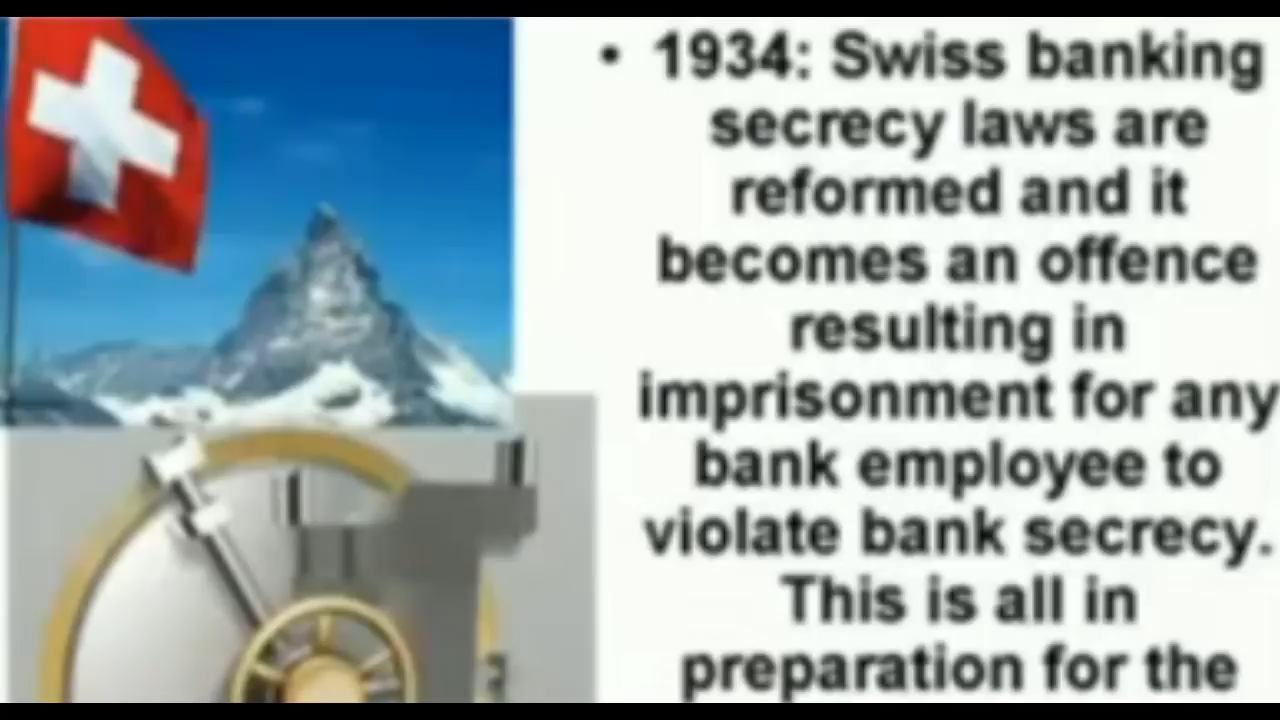 • 1934: Swiss banking
secrecy laws are
reformed and it
becomes an offence
resulting in
imprisonment for any
bank employee to
violate bank secrecy.
This is all in
preparation for the